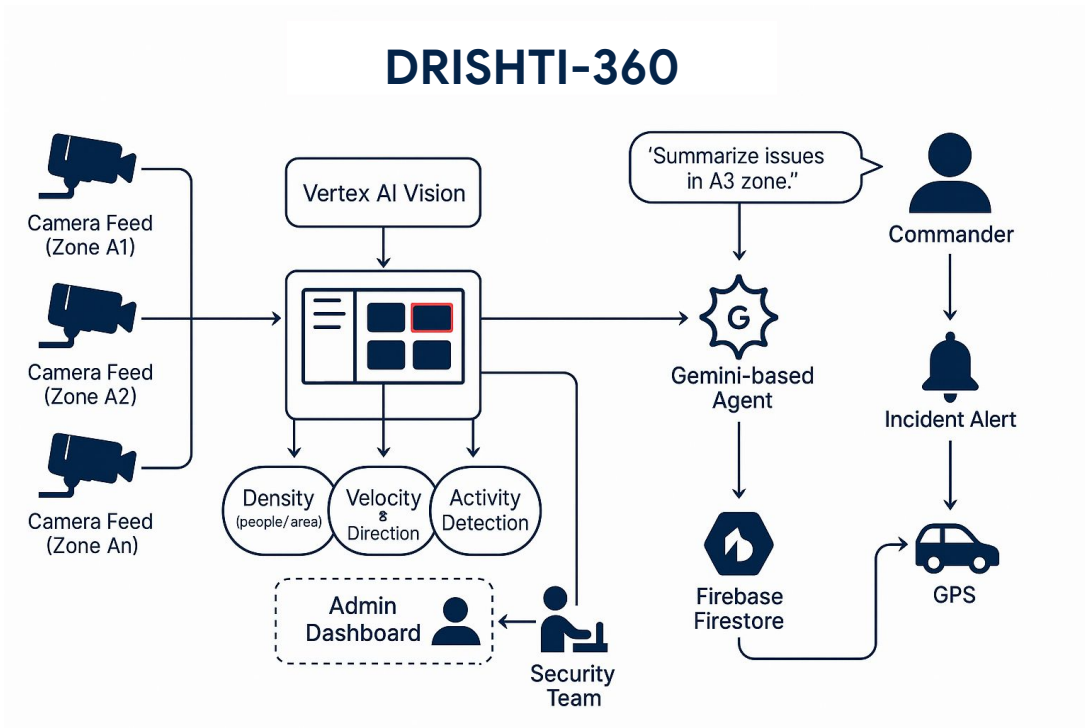 DRISHTI-360
Camera Feed
(Zone A1)
Camera Feed
(Zone A2)
Camera Feed
(Zone An)
Vertex AI Vision
Density
(people/area)
Velocity
&
Direction
Activity
Detection
Admin
Dashboard
Security
Team
'Summarize issues
in A3 zone.”
G
Gemini-based
Agent
Firebase
Firestore
Commander
Incident Alert
GPS